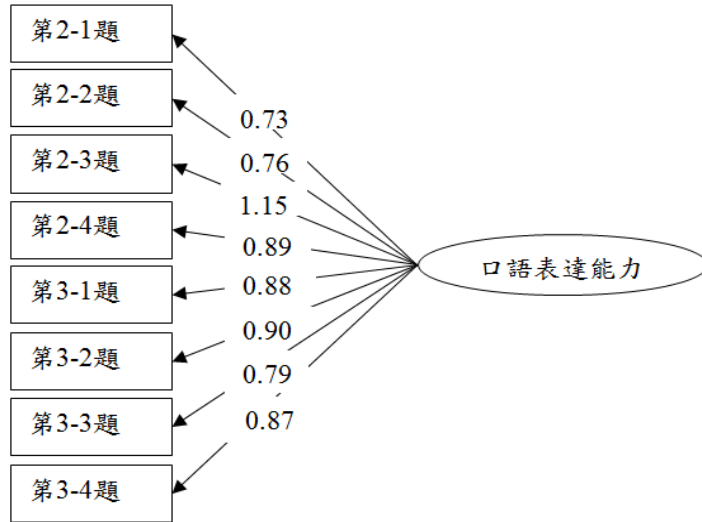 第2-1題
第2-2題
第2-3題
第2-4題
第3-1題
第3-2題
第3-3題
第3-4題
0.73
0.76
1.15
0.89
0.88
0.90
0.79
0.87
口語表達能力